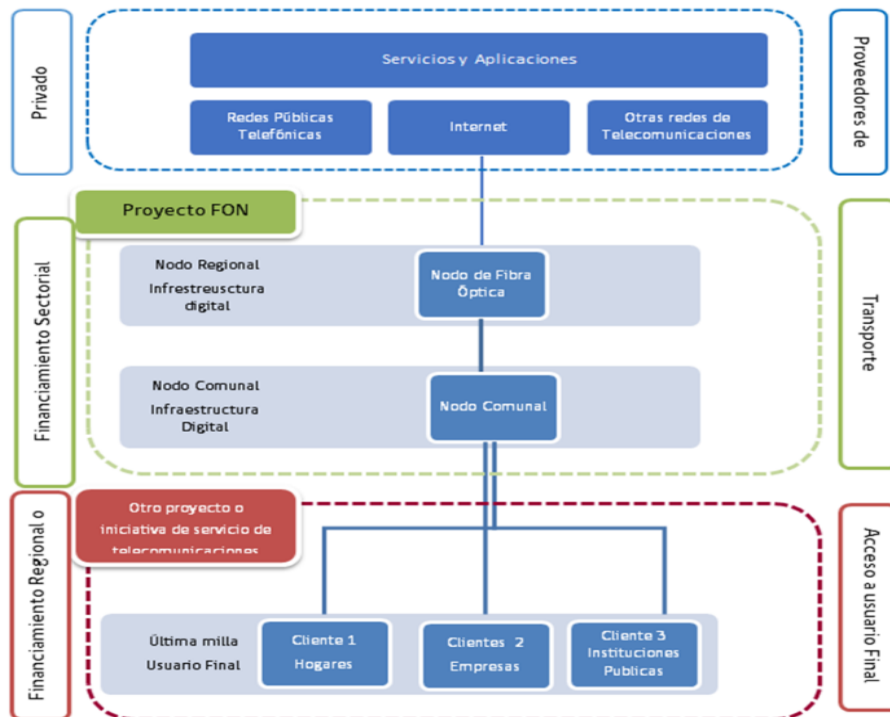 Privado
Servicios y Aplicaciones
Redes Públicas
Telefónicas
Internet
Otras redes de
Telecomunicaciones
Proveedores de
Financiamiento Sectorial
Proyecto FON
Nodo Regional
Infrestreusctura
digital
Nodo de Fibra
Óptica
Nodo Comunal
Infraestructura
Digital
Nodo Comunal
Transporte
Financiamiento Regional o
Otro proyecto o
iniciativa de servicio de
telecomunicaciones
Última milla
Usuario Final
Cliente 1
Hogares
Clientes 2
Empresas
Cliente 3
Instituciones
Publicas
Acceso a usuario Final